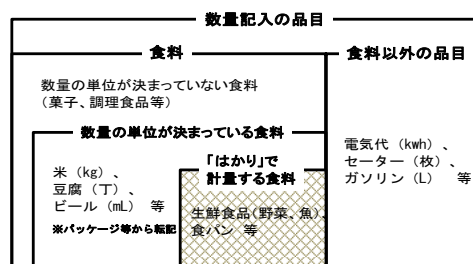 数量記入の品目
食料
食料以外の品目
数量の単位が決まっていない食料
（菓子、調理食品等）
数量の単位が決まっている食料
電気代（kwh）、
セーター（枚）、
ガソリン（L） 等
「はかり」で
計量する食料
米（kg）、
豆腐（丁）、
ビール（mL） 等
※パッケージ等から転記
生鮮食品（野菜、魚）、
食パン 等